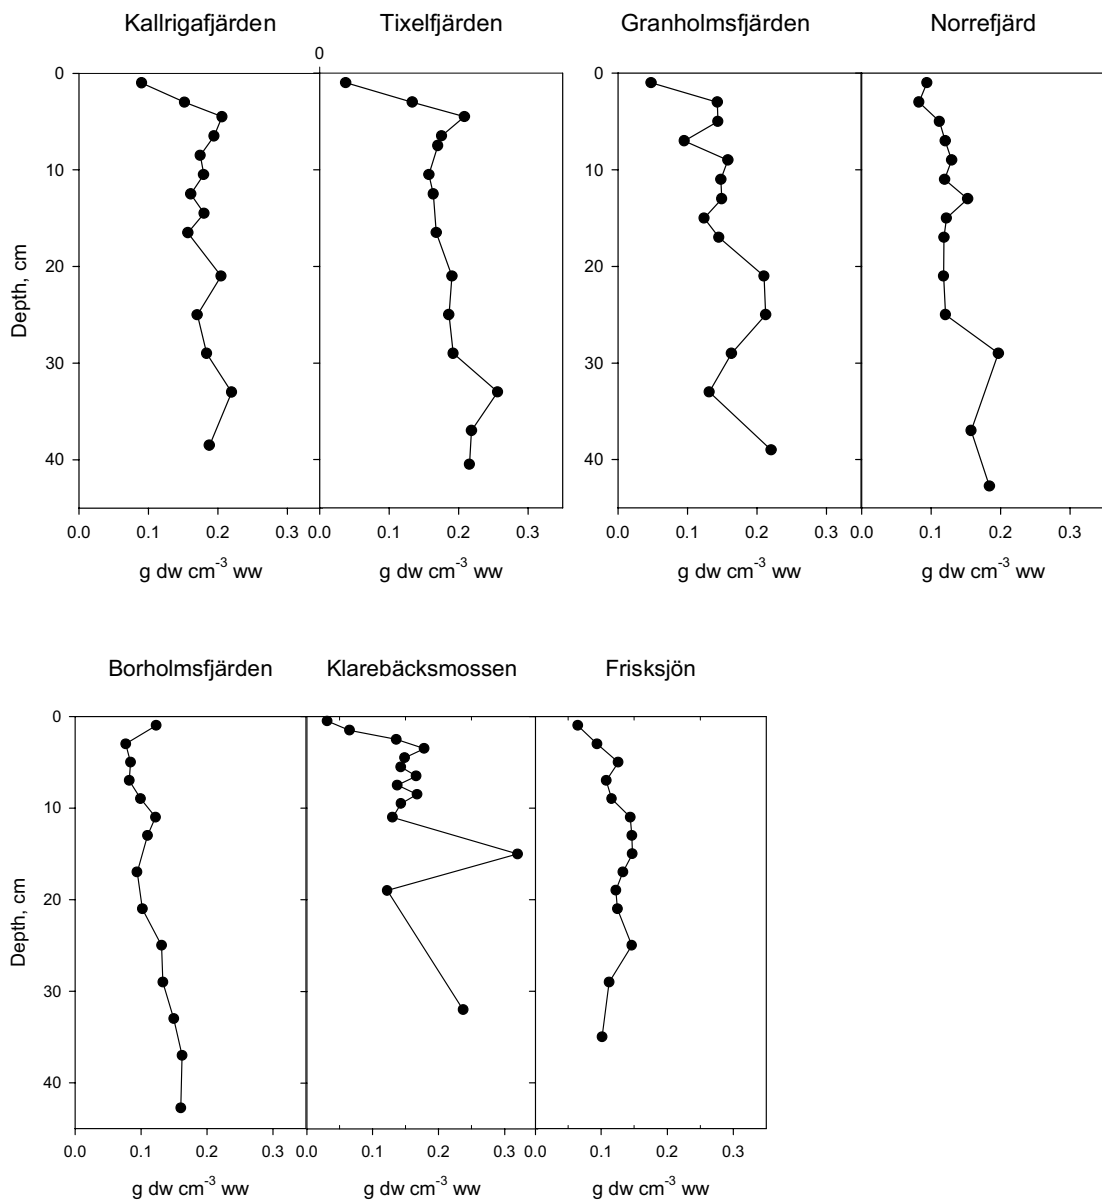 Kallrigafjärden Tixelfjärden Granholmsfjärden Norrefjärd
0
0 0
10 10
20 20
30 30
40 40
Depth, cm
0.0 0.1 0.2 0.3 0.0 0.1 0.2 0.3 0.0 0.1 0.2 0.3 0.0 0.1 0.2 0.3
g dw cm-3 ww g dw cm-3 ww g dw cm-3 ww g dw cm-3 ww
Borholmsfjärden Klarebäcksmossen Frisksjön
0
10
20
30
40
Depth, cm
0.0 0.1 0.2 0.1 0.2 0.3 0.0 0.1 0.2 0.3
g dw cm-3 ww g dw cm-3 ww g dw cm-3 ww